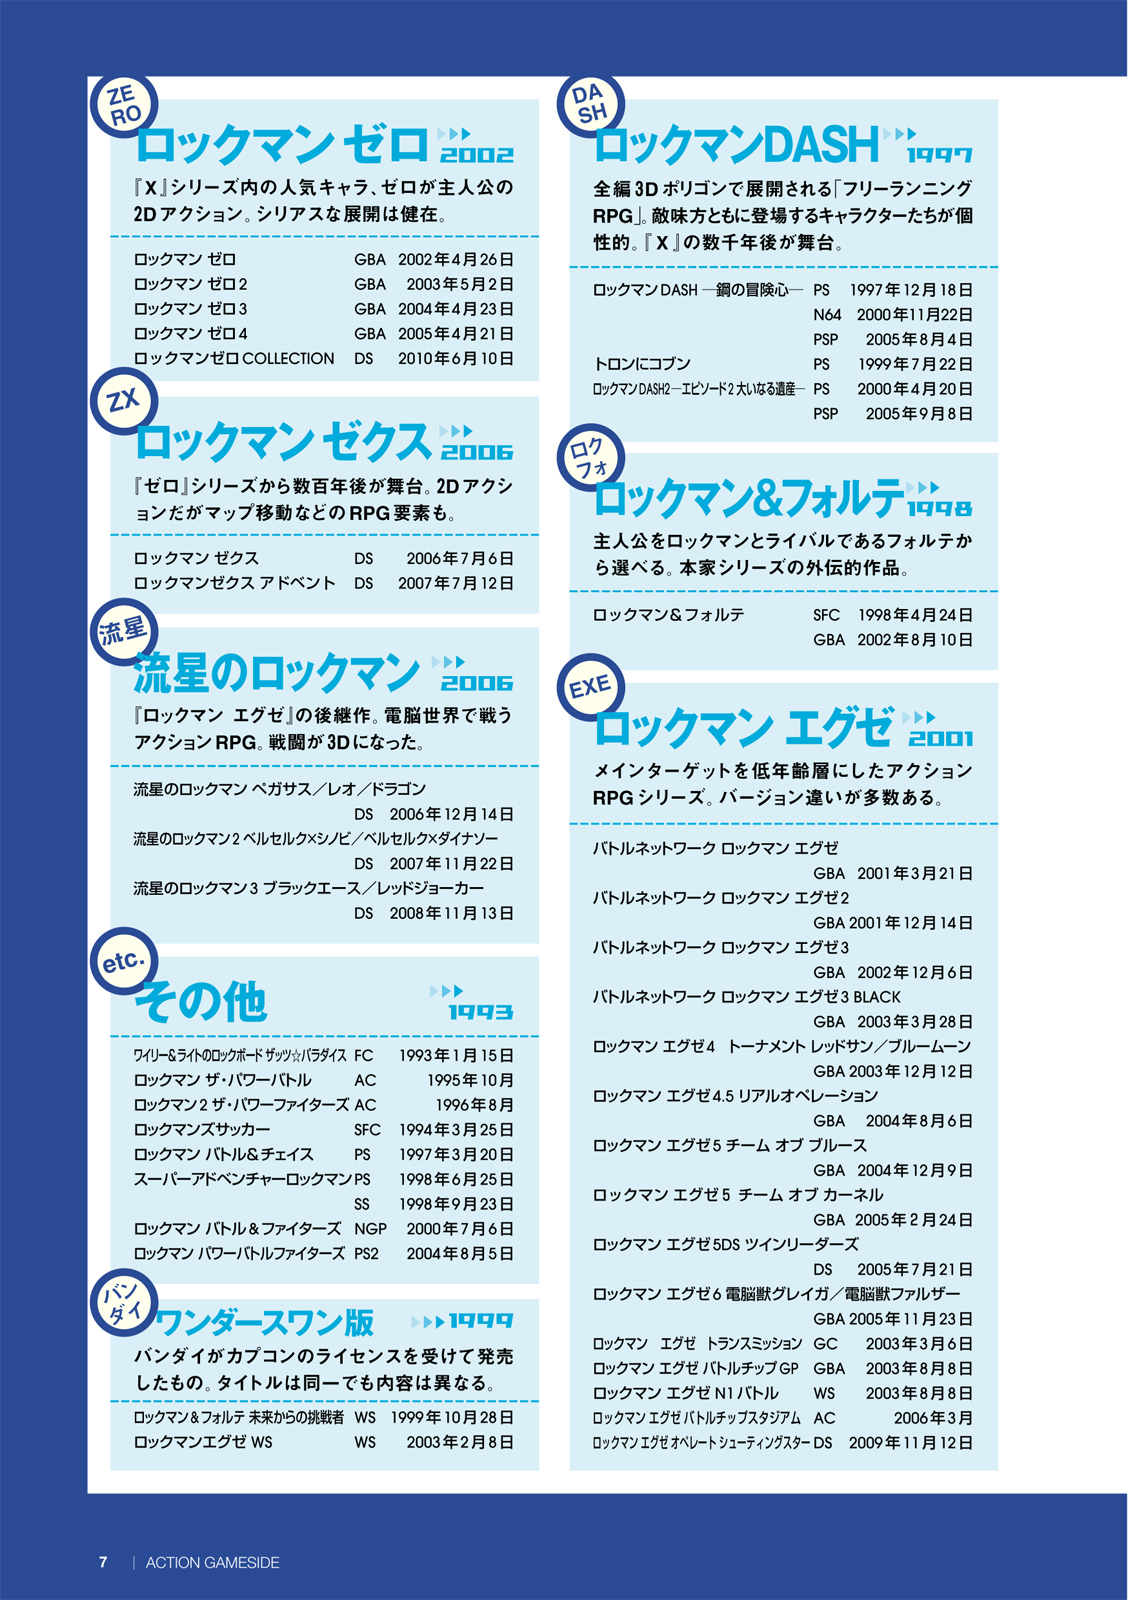 ZE
RO
ロックマン ゼロ 2002
『X』シリーズ内の人気キャラ、ゼロが主人公の
2Dアクション。シリアスな展開は健在。
ロックマン ゼロ GBA 2002年4月26日
ロックマン ゼロ2 GBA 2003年5月2日
ロックマン ゼロ3 GBA 2004年4月23日
ロックマン ゼロ4 GBA 2005年4月21日
ロックマンゼロCOLLECTION DS 2010年6月10日
ZX
ロックマン ゼクス 2006
『ゼロ』シリーズから数百年後が舞台。2Dアクシ
ョンだがマップ移動などのRPG要素も。
ロックマン ゼクス DS 2006年7月6日
ロックマンゼクス アドベント DS 2007年7月12日
流星
流星のロックマン 2006
『ロックマン エグゼ』の後継作。電脳世界で戦う
アクションRPG。戦闘が3Dになった。
流星のロックマン ペガサス／レオ／ドラゴン
DS 2006年12月14日
流星のロックマン2 ベルセルク×シノビ／ベルセルク×ダイナソー
DS 2007年11月22日
流星のロックマン3 ブラックエース／レッドジョーカー
DS 2008年11月13日
etc.
その他 1993
ワイリー&ライトのロックボード ザッツ☆パラダイス FC 1993年1月15日
ロックマン ザ・パワーバトル AC 1995年10月
ロックマン2 ザ・パワーファイターズ AC 1996年8月
ロックマンズサッカー SFC 1994年3月25日
ロックマン バトル&チェイス PS 1997年3月20日
スーパーアドベンチャーロックマン PS 1998年6月25日
SS 1998年9月23日
ロックマン バトル&ファイターズ NGP 2000年7月6日
ロックマン パワーバトルファイターズ PS2 2004年8月5日
バン
ダイ
ワンダースワン版 1999
バンダイがカプコンのライセンスを受けて発売
したもの。タイトルは同一でも内容は異なる。
ロックマン&フォルテ 未来からの挑戦者 WS 1999年10月28日
ロックマンエグゼ WS WS 2003年2月8日
DA
SH
ロックマンDASH 1997
全編3Dポリゴンで展開される「フリーランニング
RPG」。敵味方ともに登場するキャラクターたちが個
性的。『X』の数千年後が舞台。
ロックマンDASH ―鋼の冒険心― PS 1997年12月18日
N64 2000年11月22日
PSP 2005年8月4日
トロンにコブン PS 1999年7月22日
ロックマンDASH2―エピソード2 大いなる遺産― PS 2000年4月20日
PSP 2005年9月8日
ロク
フォ
ロックマン&フォルテ 1998
主人公をロックマンとライバルであるフォルテか
ら選べる。本家シリーズの外伝的作品。
ロックマン&フォルテ SFC 1998年4月24日
GBA 2002年8月10日
EXE
ロックマン エグゼ 2001
メインターゲットを低年齢層にしたアクション
RPGシリーズ。バージョン違いが多数ある。
バトルネットワーク ロックマン エグゼ
GBA 2001年3月21日
バトルネットワーク ロックマン エグゼ2
GBA 2001年12月14日
バトルネットワーク ロックマン エグゼ3
GBA 2002年12月6日
バトルネットワーク ロックマン エグゼ3 BLACK
GBA 2003年3月28日
ロックマン エグゼ4 トーナメント レッドサン／ブルームーン
GBA 2003年12月12日
ロックマン エグゼ4.5 リアルオペレーション
GBA 2004年8月6日
ロックマン エグゼ5 チーム オブ ブルース
GBA 2004年12月9日
ロックマン エグゼ5 チーム オブ カーネル
GBA 2005年2月24日
ロックマン エグゼ5DS ツインリーダーズ
DS 2005年7月21日
ロックマン エグゼ6 電脳獣グレイガ／電脳獣ファルザー
GBA 2005年11月23日
ロックマン エグゼ トランスミッション GC 2003年3月6日
ロックマン エグゼ バトルチップGP GBA 2003年8月8日
ロックマン エグゼ N1バトル WS 2003年8月8日
ロックマン エグゼ バトルチップスタジアム AC 2006年3月
ロックマン エグゼ オペレート シューティングスター DS 2009年11月12日
7 | ACTION GAMESIDE